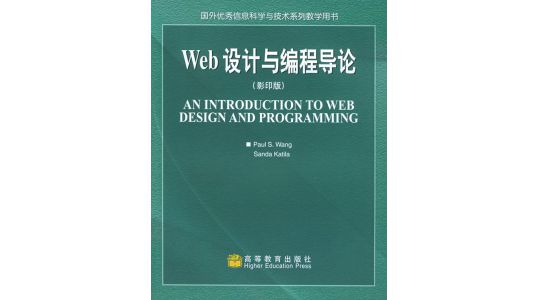 国外优秀信息科学与技术系列教学用书
Web 设计与编程导论
(影印版)
AN INTRODUCTION TO WEB
DESIGN AND PROGRAMMING
■ Paul S. Wang
Sanda Katila
高等教育出版社
Higher Education Press